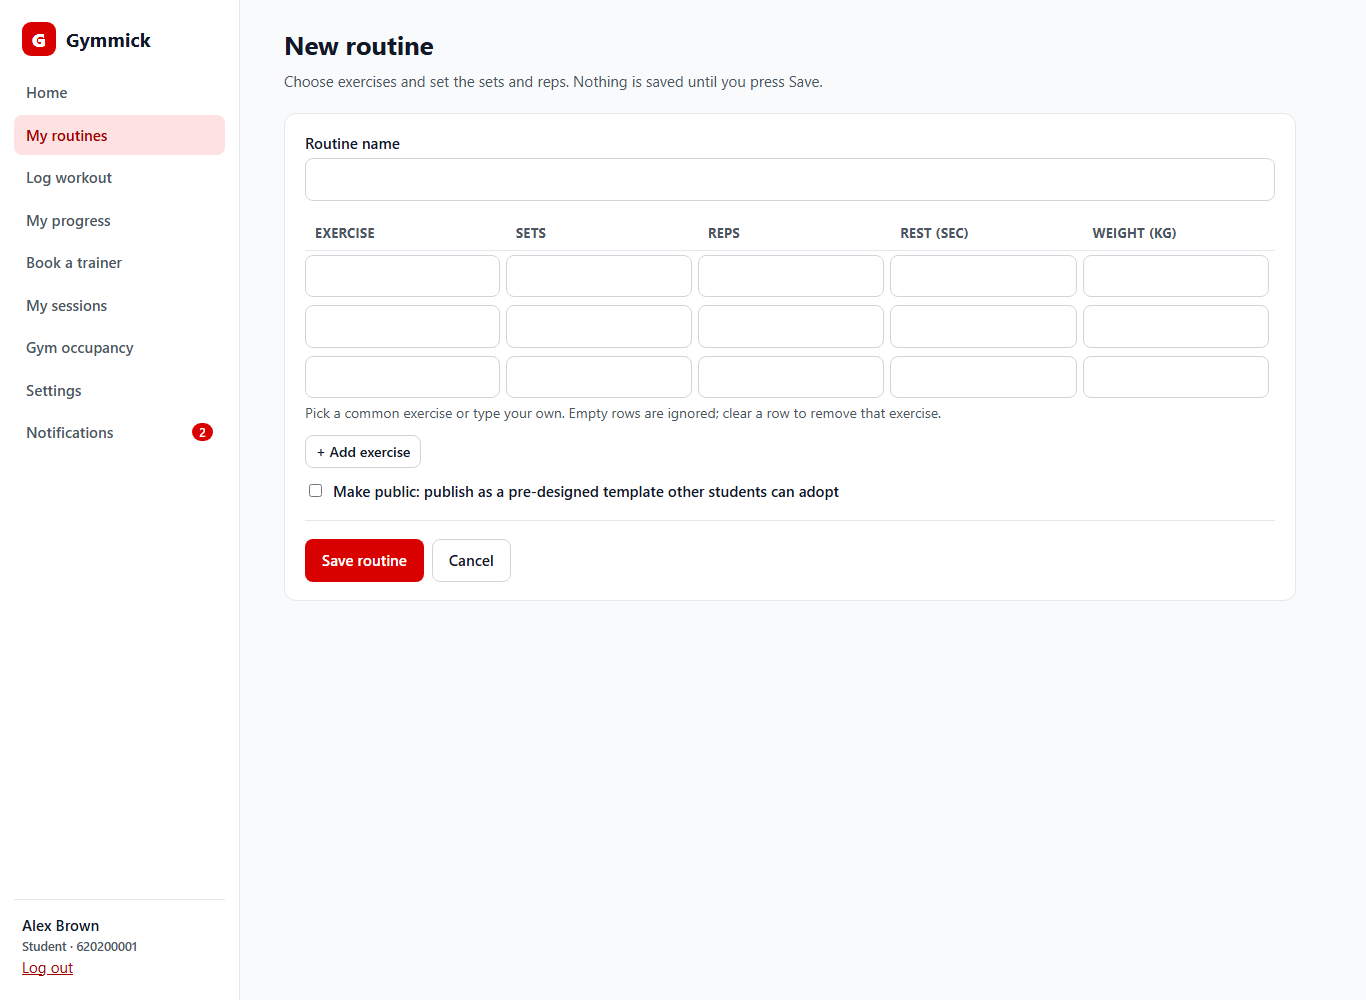 G Gymmick
Home
My routines
Log workout
My progress
Book a trainer
My sessions
Gym occupancy
Settings
Notifications 2
Alex Brown
Student · 620200001
Log out
New routine
Choose exercises and set the sets and reps. Nothing is saved until you press Save.
Routine name
EXERCISE SETS REPS REST (SEC) WEIGHT (KG)
Pick a common exercise or type your own. Empty rows are ignored; clear a row to remove that exercise.
+ Add exercise
Make public: publish as a pre-designed template other students can adopt
Save routine Cancel